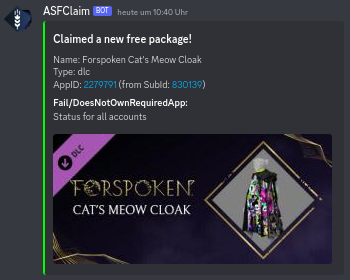 ASFClaim BOT heute um 10:40 Uhr
Claimed a new free package!
Name: Forspoken Cat's Meow Cloak
Type: dlc
AppID: 2279791 (from SubId: 830139)
Fail/DoesNotOwnRequiredApp:
Status for all accounts
DLC
FORSPOKEN
CAT'S MEOW CLOAK